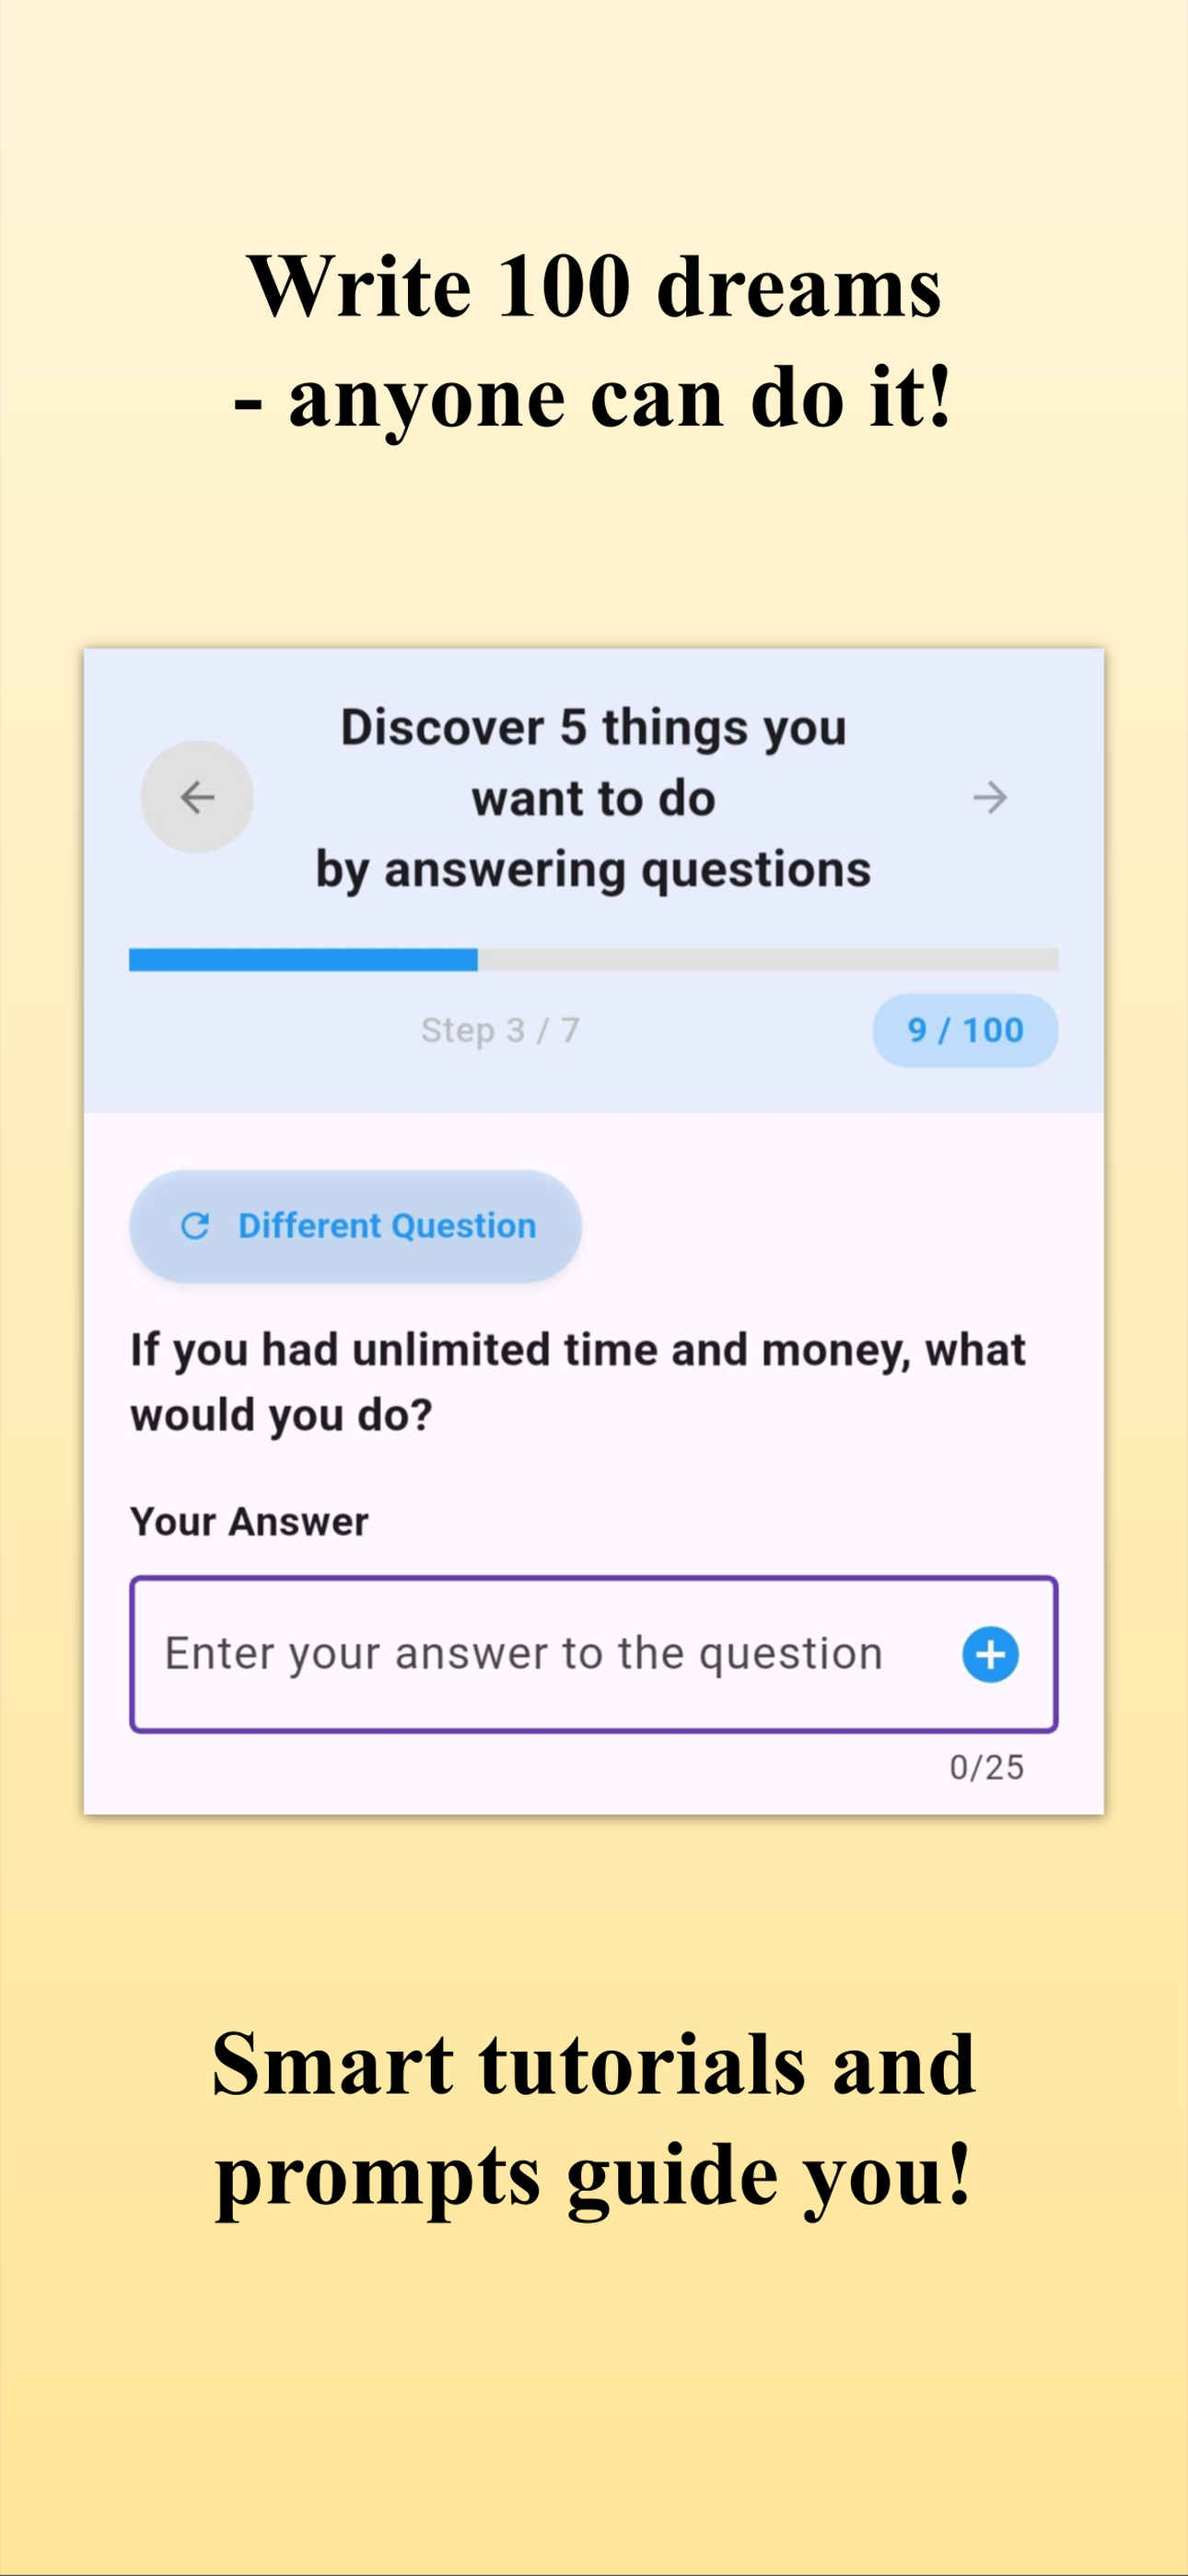 Write 100 dreams
- anyone can do it!
Discover 5 things you
want to do
by answering questions
Step 3 / 7
9 / 100
Different Question
If you had unlimited time and money, what
would you do?
Your Answer
Enter your answer to the question
0/25
Smart tutorials and
prompts guide you!